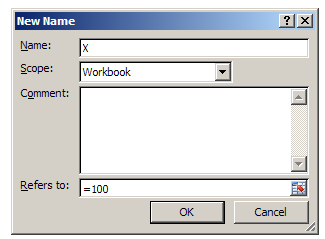 New Name
Name: X
Scope: Workbook
Comment:
Refers to: =100
OK Cancel